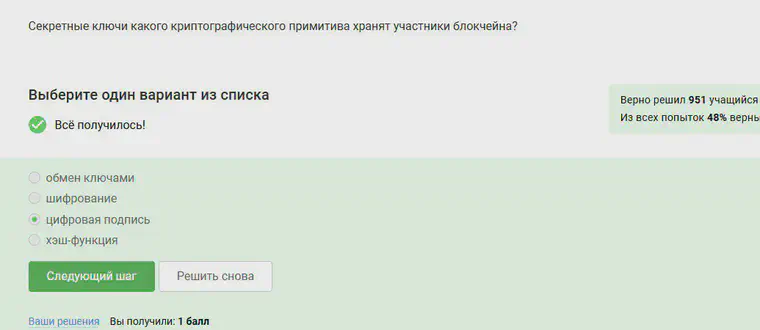 Секретные ключи какого криптографического примитива хранят участники блокчейна?
Выберите один вариант из списка
Всё получилось!
Верно решил 951 учащийся
Из всех попыток 48% верны
обмен ключами
шифрование
цифровая подпись
хэш-функция
Следующий шаг
Решить снова
Ваши решения Вы получили: 1 балл